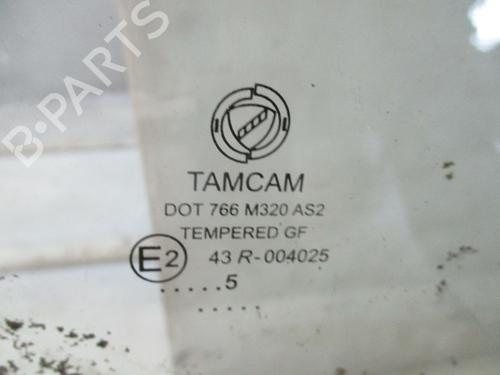 B-PARTS
TAMCAM
DOT 766 M320 AS2
TEMPERED GF
E2 43 R-004025
.....5
.....